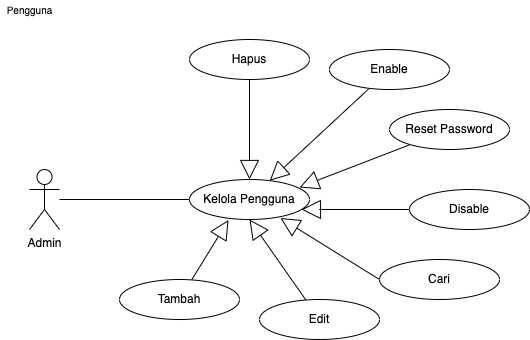 Pengguna
Hapus
Enable
Reset Password
Kelola Pengguna
Disable
Admin
Cari
Tambah
Edit